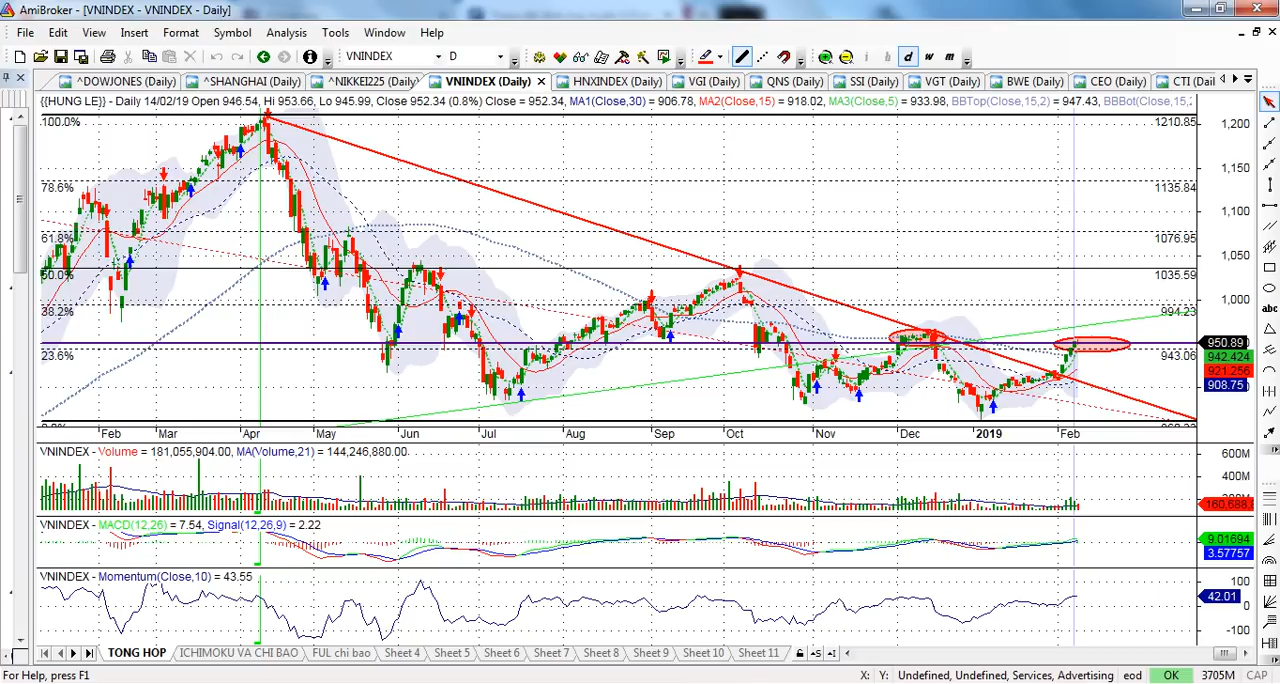 AmiBroker - [VNINDEX - VNINDEX - Daily]
File Edit View Insert Format Symbol Analysis Tools Window Help
VNINDEX D d w m
^DOWJONES (Daily) ^SHANGHAI (Daily) ^NIKKEI225 (Daily) VNINDEX (Daily) HNXINDEX (Daily) VGI (Daily) QNS (Daily) SSI (Daily) VGT (Daily) LWE (Daily) CEO (Daily) CTI (Dail
{{HUNG LE}} - Daily 14/02/19 Open 946.54, Hi 953.66, Lo 945.99, Close 952.34 (0.8%) Close = 952.34, MA1(Close,30) = 906.78, MA2(Close,15) = 918.02, MA3(Close,5) = 933.98, BBTop(Close,15,2) = 947.43, BBBot(Close,15,2
100.0% 1210.85 1,200
78.6% 1135.84 1,150
1,100
61.8% 1076.95
50.0% 1035.59 1,050
38.2% 994.23 1,000
23.6% 943.06 950.89
942.424
921.256
908.75
abc
Feb Mar Apr May Jun Jul Aug Sep Oct Nov Dec 2019 Feb
VNINDEX - Volume = 181,055,904.00, MA(Volume,21) = 144,246,880.00
600M
400M
160,688,
VNINDEX - MACD(12,26) = 7.54, Signal(12,26,9) = 2.22
9.01694
3.57757
VNINDEX - Momentum(Close,10) = 43.55
100
42.01
0
-100
TONG HOP ICHIMOKU VA CHI BAO FUL chi bao Sheet 4 Sheet 5 Sheet 6 Sheet 7 Sheet 8 Sheet 9 Sheet 10 Sheet 11
For Help, press F1 X: Y: Undefined, Undefined, Services, Advertising eod OK 3705M CAP